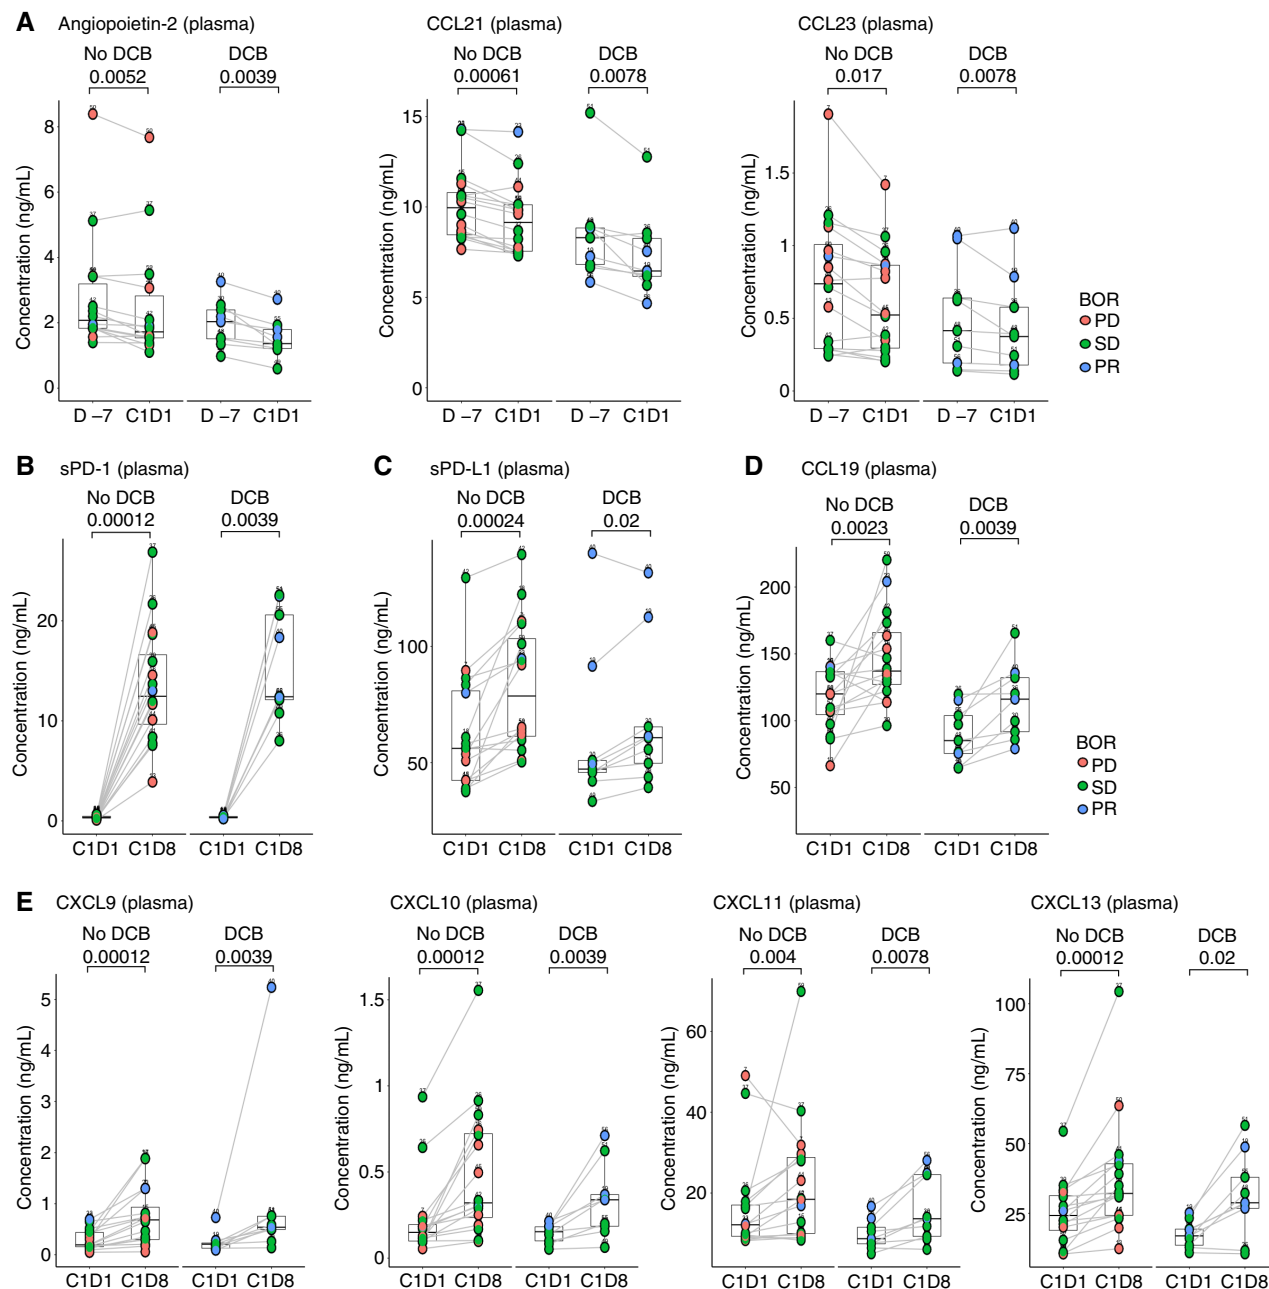 A
Angiopoietin-2 (plasma)
CCL21 (plasma)
CCL23 (plasma)
No DCB
DCB
No DCB
DCB
No DCB
DCB
0.0052
0.0039
0.00061
0.0078
0.017
0.0078
Concentration (ng/mL)
8
6
4
2
0
Concentration (ng/mL)
15
10
5
0
Concentration (ng/mL)
1.5
1
0.5
0
BOR
PD
SD
PR
D –7
C1D1
D –7
C1D1
D –7
C1D1
D –7
C1D1
D –7
C1D1
D –7
C1D1
B
sPD-1 (plasma)
C
sPD-L1 (plasma)
D
CCL19 (plasma)
No DCB
DCB
No DCB
DCB
No DCB
DCB
0.00012
0.0039
0.00024
0.02
0.0023
0.0039
Concentration (ng/mL)
20
10
0
Concentration (ng/mL)
100
50
Concentration (ng/mL)
200
150
100
50
BOR
PD
SD
PR
C1D1
C1D8
C1D1
C1D8
C1D1
C1D8
C1D1
C1D8
C1D1
C1D8
C1D1
C1D8
E
CXCL9 (plasma)
CXCL10 (plasma)
CXCL11 (plasma)
CXCL13 (plasma)
No DCB
DCB
No DCB
DCB
No DCB
DCB
No DCB
DCB
0.00012
0.0039
0.00012
0.0039
0.004
0.0078
0.00012
0.02
Concentration (ng/mL)
5
4
3
2
1
0
Concentration (ng/mL)
1.5
1
0.5
0
Concentration (ng/mL)
60
40
20
Concentration (ng/mL)
100
75
50
25
C1D1
C1D8
C1D1
C1D8
C1D1
C1D8
C1D1
C1D8
C1D1
C1D8
C1D1
C1D8
C1D1
C1D8
C1D1
C1D8